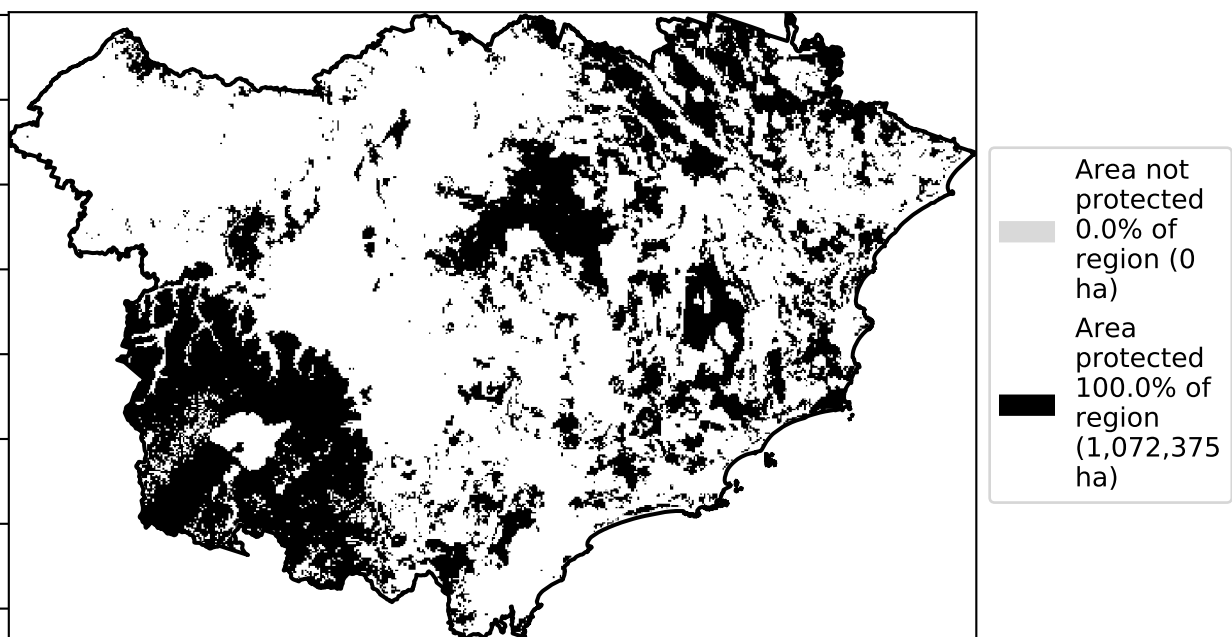 Area not
protected
0.0% of
region (0
ha)
Area
protected
100.0% of
region
(1,072,375
ha)